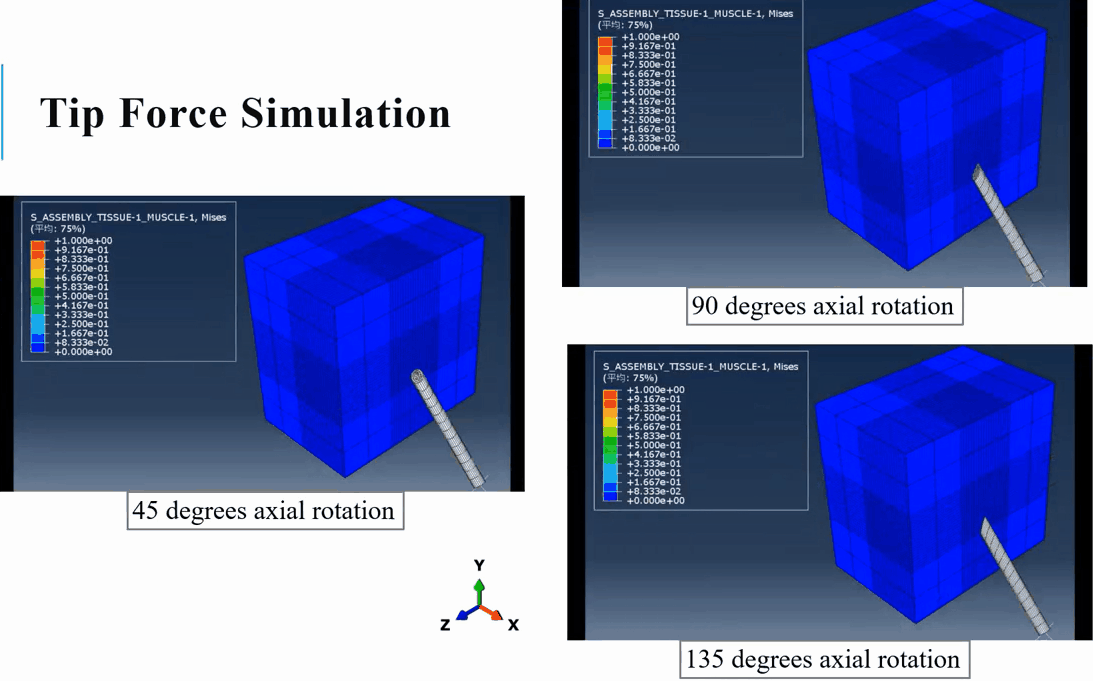 Tip Force Simulation
S_ASSEMBLY_TISSUE-1_MUSCLE-1, Mises
(平均: 75%)
+1.000e+00
+9.167e-01
+8.333e-01
+7.500e-01
+6.667e-01
+5.833e-01
+5.000e-01
+4.167e-01
+3.333e-01
+2.500e-01
+1.667e-01
+8.333e-02
+0.000e+00
45 degrees axial rotation
S_ASSEMBLY_TISSUE-1_MUSCLE-1, Mises
(平均: 75%)
+1.000e+00
+9.167e-01
+8.333e-01
+7.500e-01
+6.667e-01
+5.833e-01
+5.000e-01
+4.167e-01
+3.333e-01
+2.500e-01
+1.667e-01
+8.333e-02
+0.000e+00
90 degrees axial rotation
S_ASSEMBLY_TISSUE-1_MUSCLE-1, Mises
(平均: 75%)
+1.000e+00
+9.167e-01
+8.333e-01
+7.500e-01
+6.667e-01
+5.833e-01
+5.000e-01
+4.167e-01
+3.333e-01
+2.500e-01
+1.667e-01
+8.333e-02
+0.000e+00
135 degrees axial rotation
Y
Z
X